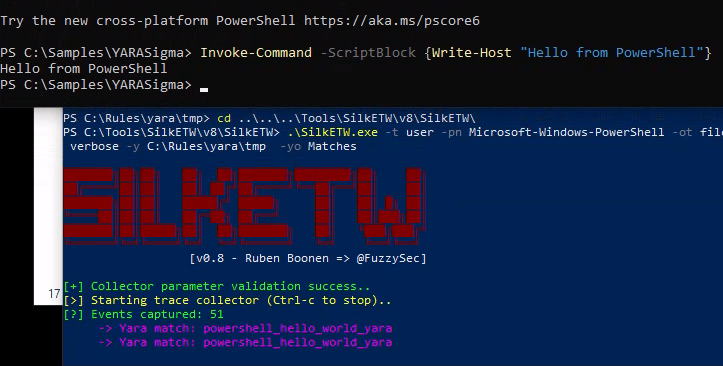 Try the new cross-platform PowerShell https://aka.ms/pscore6
PS C:\Samples\YARASigma> Invoke-Command -ScriptBlock {Write-Host "Hello from PowerShell"}
Hello from PowerShell
PS C:\Samples\YARASigma>
PS C:\Rules\yara\tmp> cd ..\..\..\Tools\SilkETW\v8\SilkETW\
PS C:\Tools\SilkETW\v8\SilkETW> .\SilkETW.exe -t user -pn Microsoft-Windows-PowerShell -ot file
verbose -y C:\Rules\yara\tmp -yo Matches
SILKETW
[v0.8 - Ruben Boonen => @FuzzySec]
[+] Collector parameter validation success..
[>] Starting trace collector (Ctrl-c to stop)..
17
[?] Events captured: 51
-> Yara match: powershell_hello_world_yara
-> Yara match: powershell_hello_world_yara